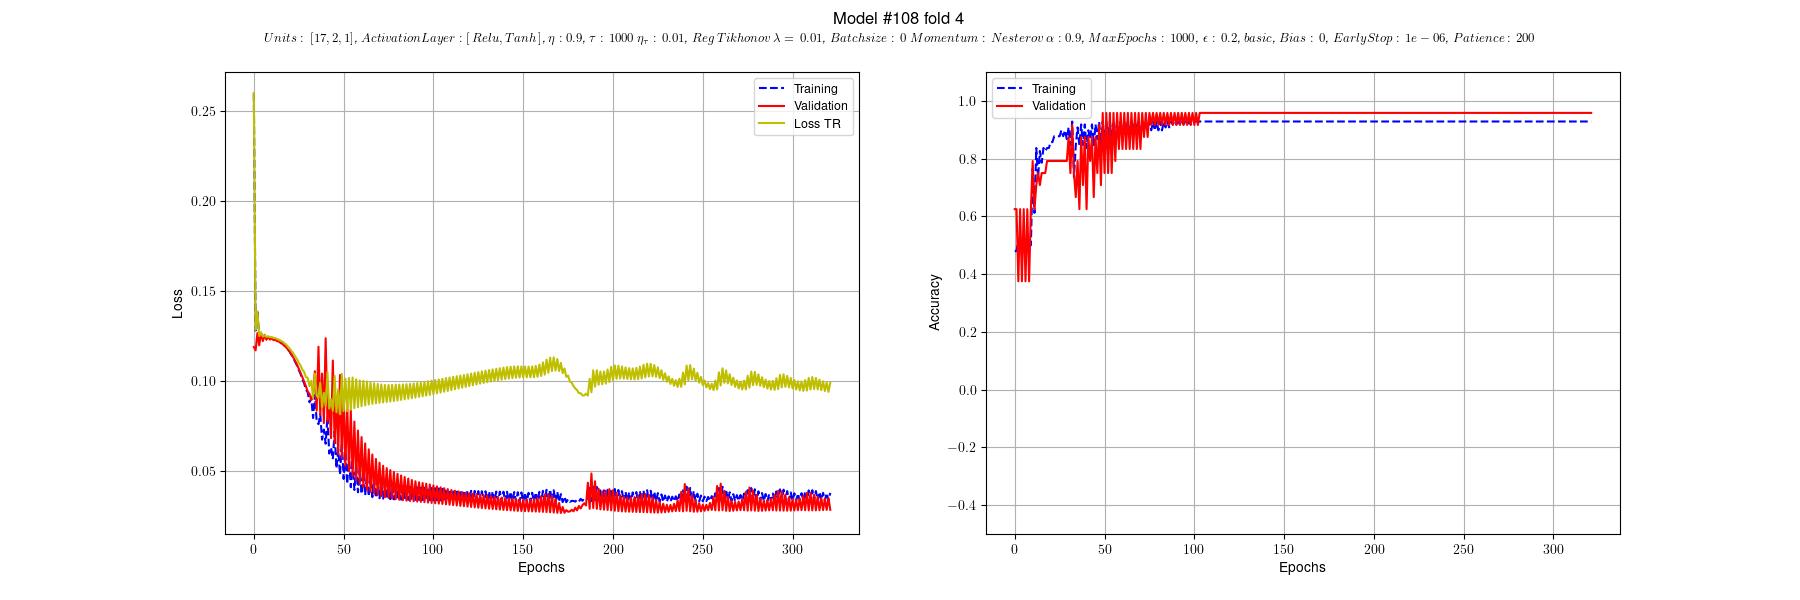 Model #108 fold 4
Units : [17, 2, 1], ActivationLayer : [ Relu, Tanh], η : 0.9, τ : 1000 η_τ : 0.01, Reg Tikhonov λ = 0.01, Batchsize : 0 Momentum : Nesterov α : 0.9, MaxEpochs : 1000, ϵ : 0.2, basic, Bias : 0, EarlyStop : 1e − 06, Patience : 200
Training
Validation
Loss TR
0.25
0.20
0.15
0.10
0.05
Loss
0
50
100
150
200
250
300
Epochs
Training
Validation
1.0
0.8
0.6
0.4
0.2
0.0
−0.2
−0.4
Accuracy
0
50
100
150
200
250
300
Epochs